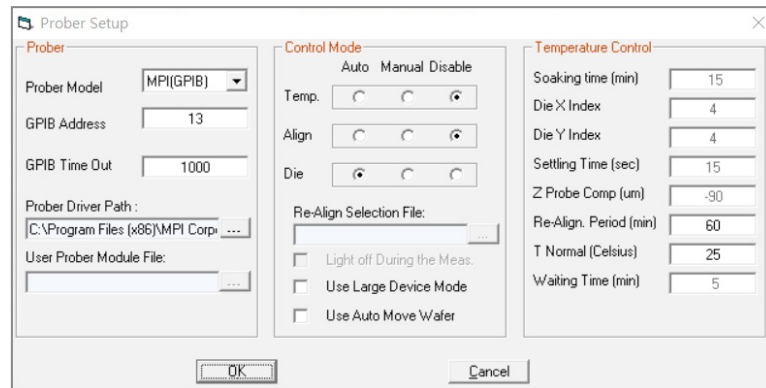 Prober Setup
Prober
Prober Model MPI(GPIB)
GPIB Address 13
GPIB Time Out 1000
Prober Driver Path :
C:\Program Files (x86)\MPI Corp ...
User Prober Module File:
...
Control Mode
Auto Manual Disable
Temp.
Align
Die
Re-Align Selection File:
...
Light off During the Meas.
Use Large Device Mode
Use Auto Move Wafer
Temperature Control
Soaking time (min) 15
Die X Index 4
Die Y Index 4
Settling Time (sec) 15
Z Probe Comp (um) -90
Re-Align. Period (min) 60
T Normal (Celsius) 25
Waiting Time (min) 5
OK Cancel